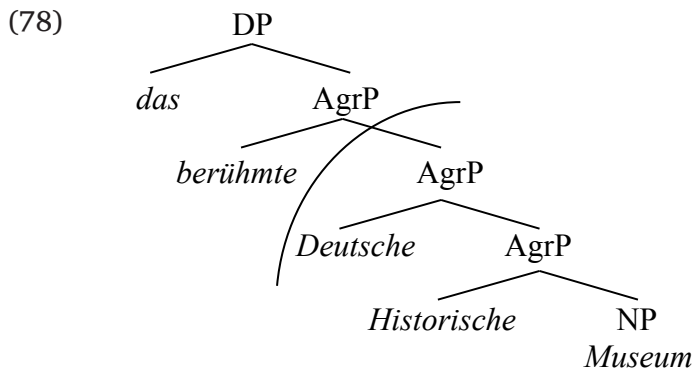 (78) DP
das AgrP
berühmte AgrP
Deutsche AgrP
Historische NP
Museum